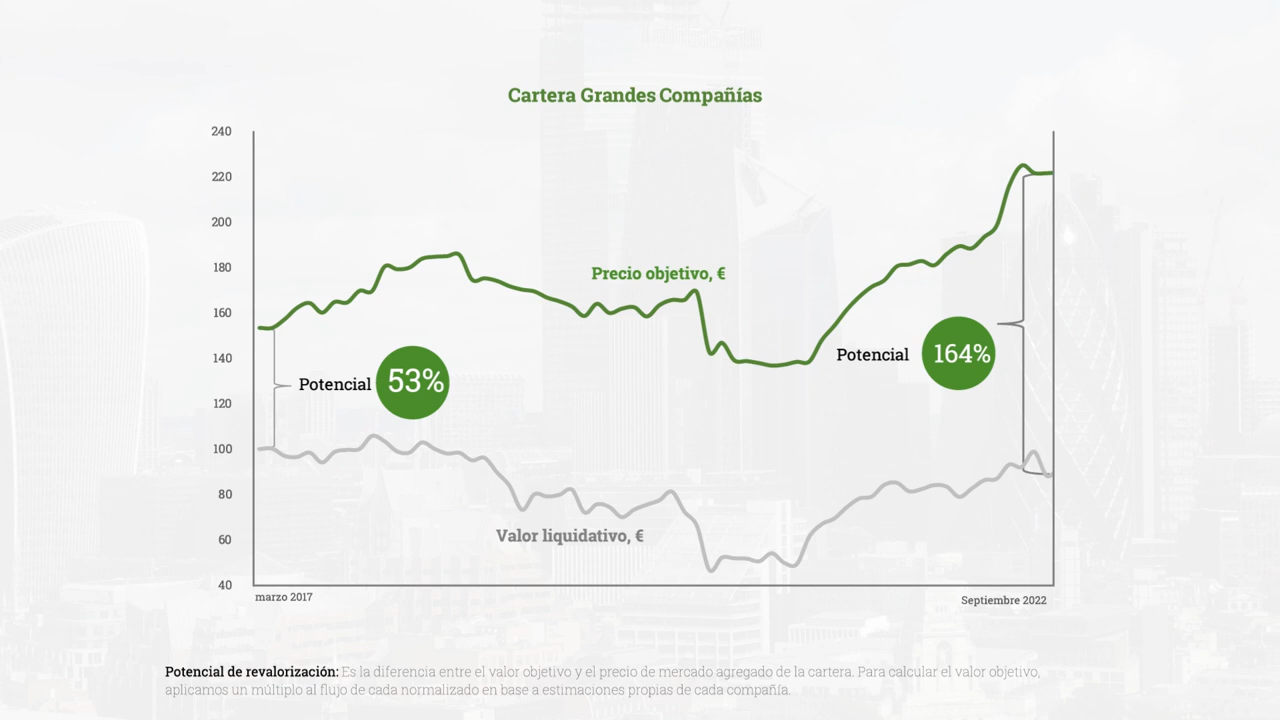 Cartera Grandes Compañías
240
220
200
180
160
140
120
100
80
60
40
Precio objetivo, €
Potencial 164%
Potencial 53%
Valor liquidativo, €
marzo 2017
Septiembre 2022
Potencial de revalorización: Es la diferencia entre el valor objetivo y el precio de mercado agregado de la cartera. Para calcular el valor objetivo,
aplicamos un múltiplo al flujo de cada normalizado en base a estimaciones propias de cada compañía.